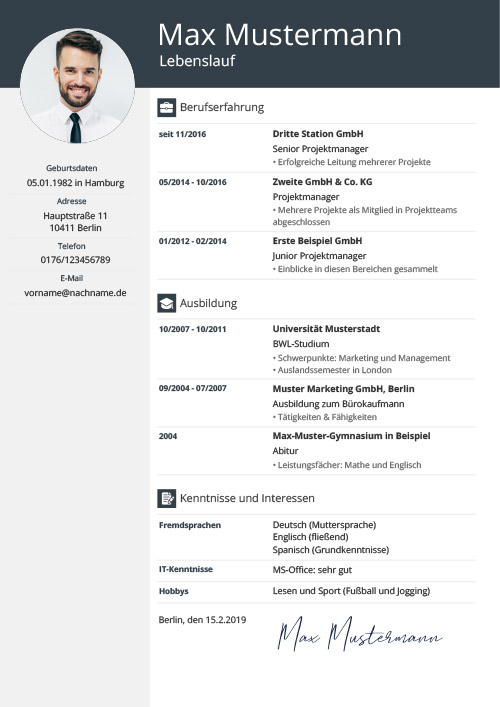 Max Mustermann
Lebenslauf
Geburtsdaten
05.01.1982 in Hamburg
Adresse
Hauptstraße 11
10411 Berlin
Telefon
0176/123456789
E-Mail
vorname@nachname.de
Berufserfahrung
seit 11/2016 Dritte Station GmbH
Senior Projektmanager
• Erfolgreiche Leitung mehrerer Projekte
05/2014 - 10/2016 Zweite GmbH & Co. KG
Projektmanager
• Mehrere Projekte als Mitglied in Projektteams
abgeschlossen
01/2012 - 02/2014 Erste Beispiel GmbH
Junior Projektmanager
• Einblicke in diesen Bereichen gesammelt
Ausbildung
10/2007 - 10/2011 Universität Musterstadt
BWL-Studium
• Schwerpunkte: Marketing und Management
• Auslandssemester in London
09/2004 - 07/2007 Muster Marketing GmbH, Berlin
Ausbildung zum Bürokaufmann
• Tätigkeiten & Fähigkeiten
2004 Max-Muster-Gymnasium in Beispiel
Abitur
• Leistungsfächer: Mathe und Englisch
Kenntnisse und Interessen
Fremdsprachen Deutsch (Muttersprache)
Englisch (fließend)
Spanisch (Grundkenntnisse)
IT-Kenntnisse MS-Office: sehr gut
Hobbys Lesen und Sport (Fußball und Jogging)
Berlin, den 15.2.2019 Max Mustermann